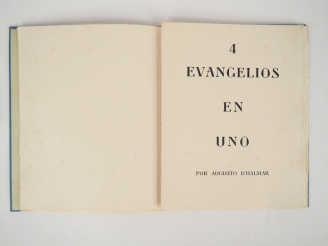 4
EVANGELIOS
EN
UNO
POR AUGUSTO D'HALMAR